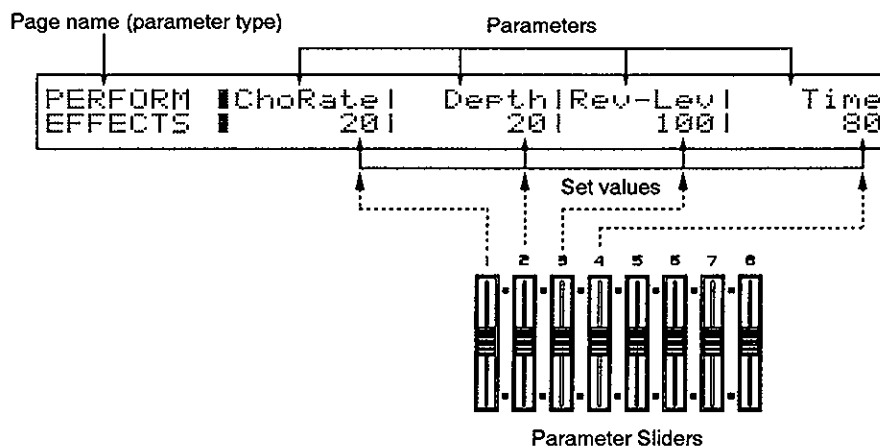 Page name (parameter type)
Parameters
PERFORM ChoRate| Depth|Rev-Lev| Time
EFFECTS 20| 20| 100| 80
Set values
1 2 3 4 5 6 7 8
Parameter Sliders